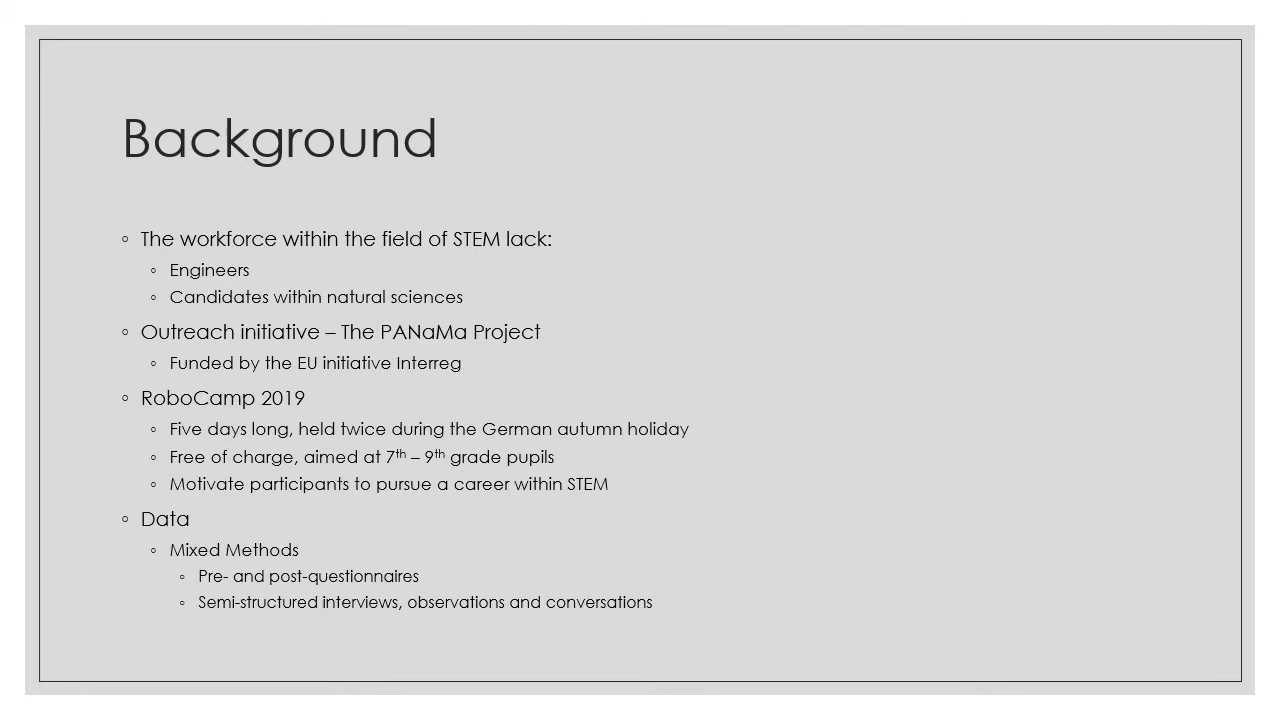 Background
◦ The workforce within the field of STEM lack:
◦ Engineers
◦ Candidates within natural sciences
◦ Outreach initiative – The PANaMa Project
◦ Funded by the EU initiative Interreg
◦ RoboCamp 2019
◦ Five days long, held twice during the German autumn holiday
◦ Free of charge, aimed at 7th – 9th grade pupils
◦ Motivate participants to pursue a career within STEM
◦ Data
◦ Mixed Methods
◦ Pre- and post-questionnaires
◦ Semi-structured interviews, observations and conversations